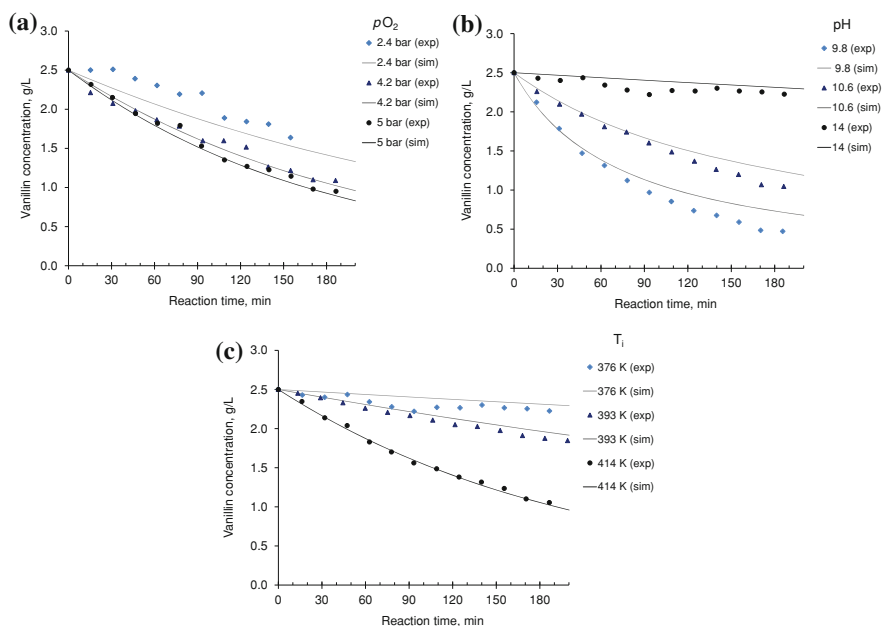 (a)
3.0
2.5
2.0
1.5
1.0
0.5
0.0
Vanillin concentration, g/L
0 30 60 90 120 150 180
Reaction time, min
pO2
2.4 bar (exp)
2.4 bar (sim)
4.2 bar (exp)
4.2 bar (sim)
5 bar (exp)
5 bar (sim)
(b)
3.0
2.5
2.0
1.5
1.0
0.5
0.0
Vanillin concentration, g/L
0 30 60 90 120 150 180
Reaction time, min
pH
9.8 (exp)
9.8 (sim)
10.6 (exp)
10.6 (sim)
14 (exp)
14 (sim)
(c)
3.0
2.5
2.0
1.5
1.0
0.5
0.0
Vanillin concentration, g/L
0 30 60 90 120 150 180
Reaction time, min
Ti
376 K (exp)
376 K (sim)
393 K (exp)
393 K (sim)
414 K (exp)
414 K (sim)